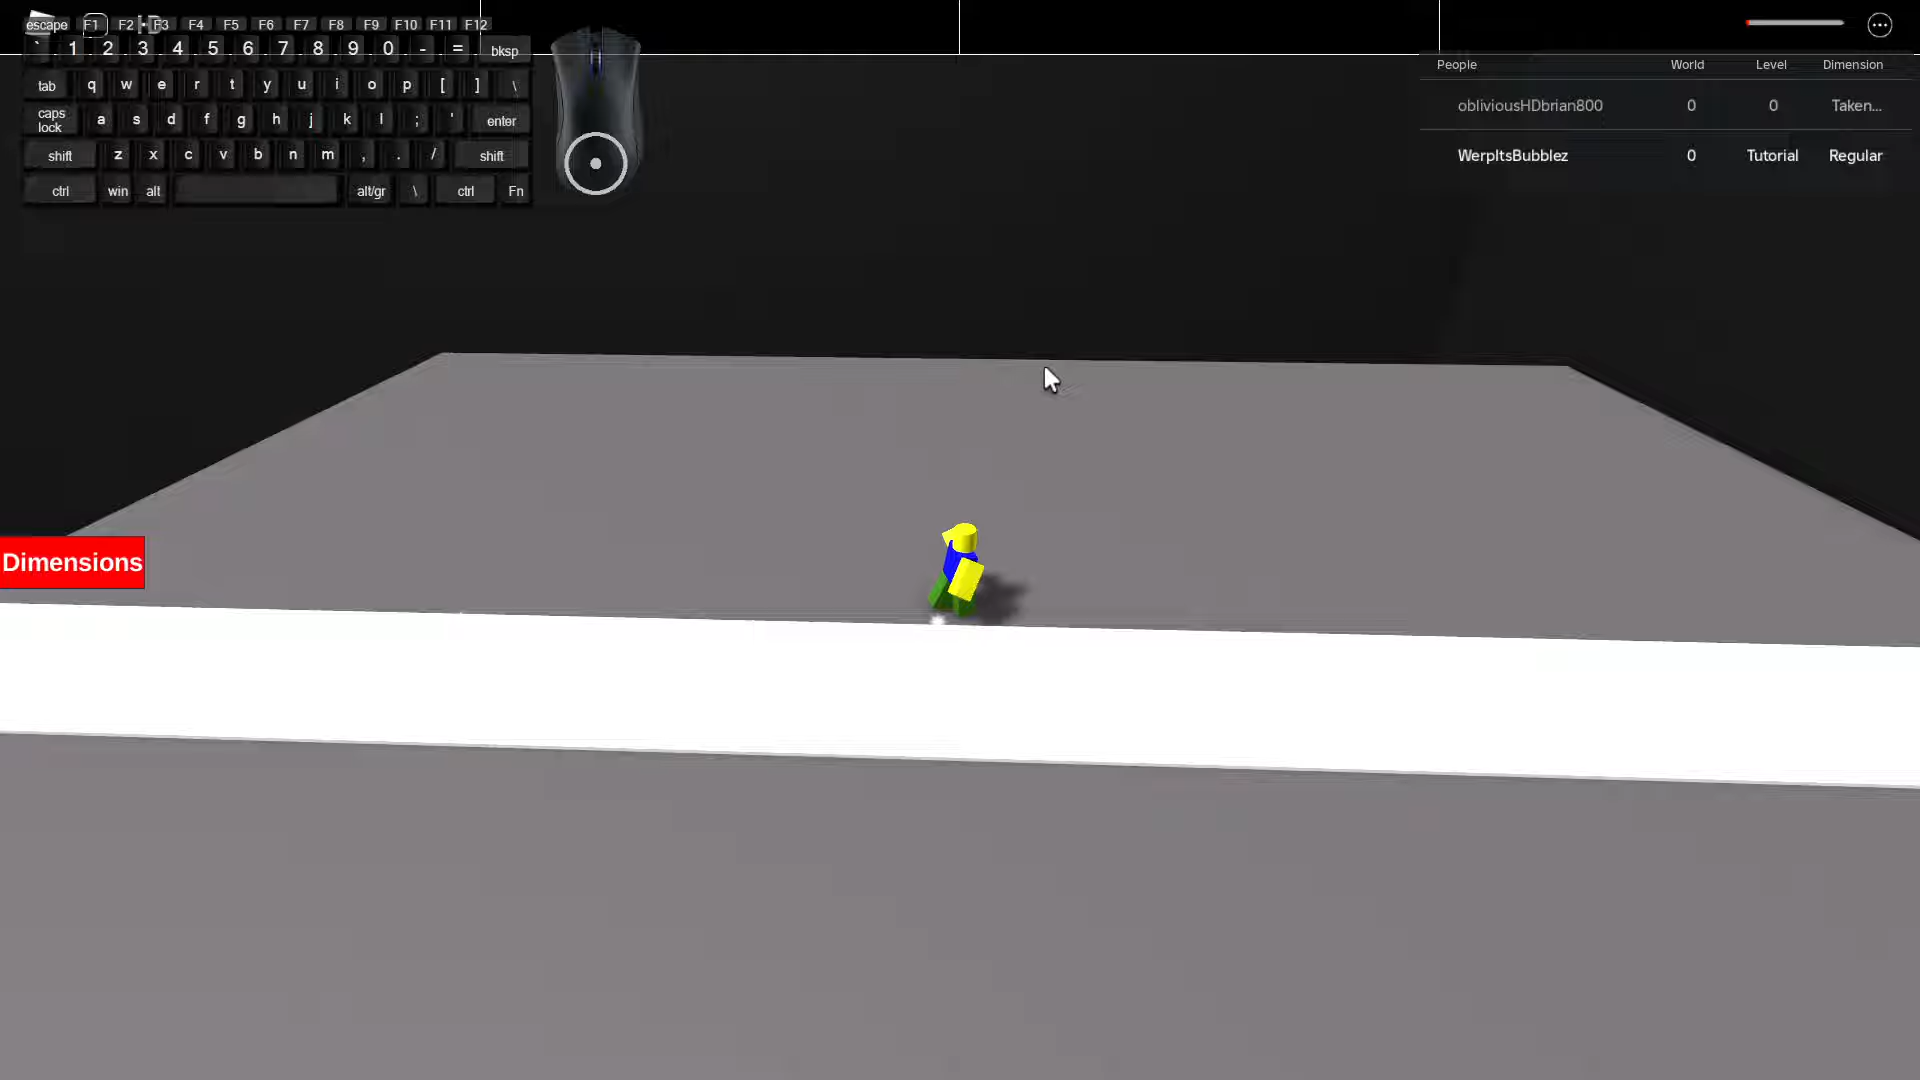 escape F1 F2 F3 F4 F5 F6 F7 F8 F9 F10 F11 F12
` 1 2 3 4 5 6 7 8 9 0 - = bksp
tab q w e r t y u i o p [ ] \
caps lock a s d f g h j k l ; ' enter
shift z x c v b n m , . / shift
ctrl win alt alt/gr \ ctrl Fn
People World Level Dimension
obliviousHDbrian800 0 0 Taken...
WerpItsBubblez 0 Tutorial Regular
Dimensions